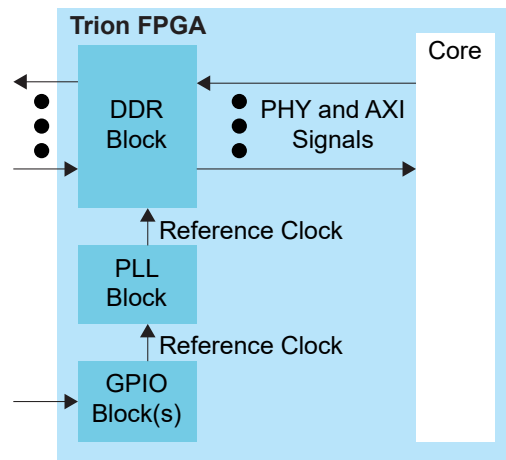 Trion FPGA
Core
DDR
Block
PHY and AXI
Signals
Reference Clock
PLL
Block
Reference Clock
GPIO
Block(s)